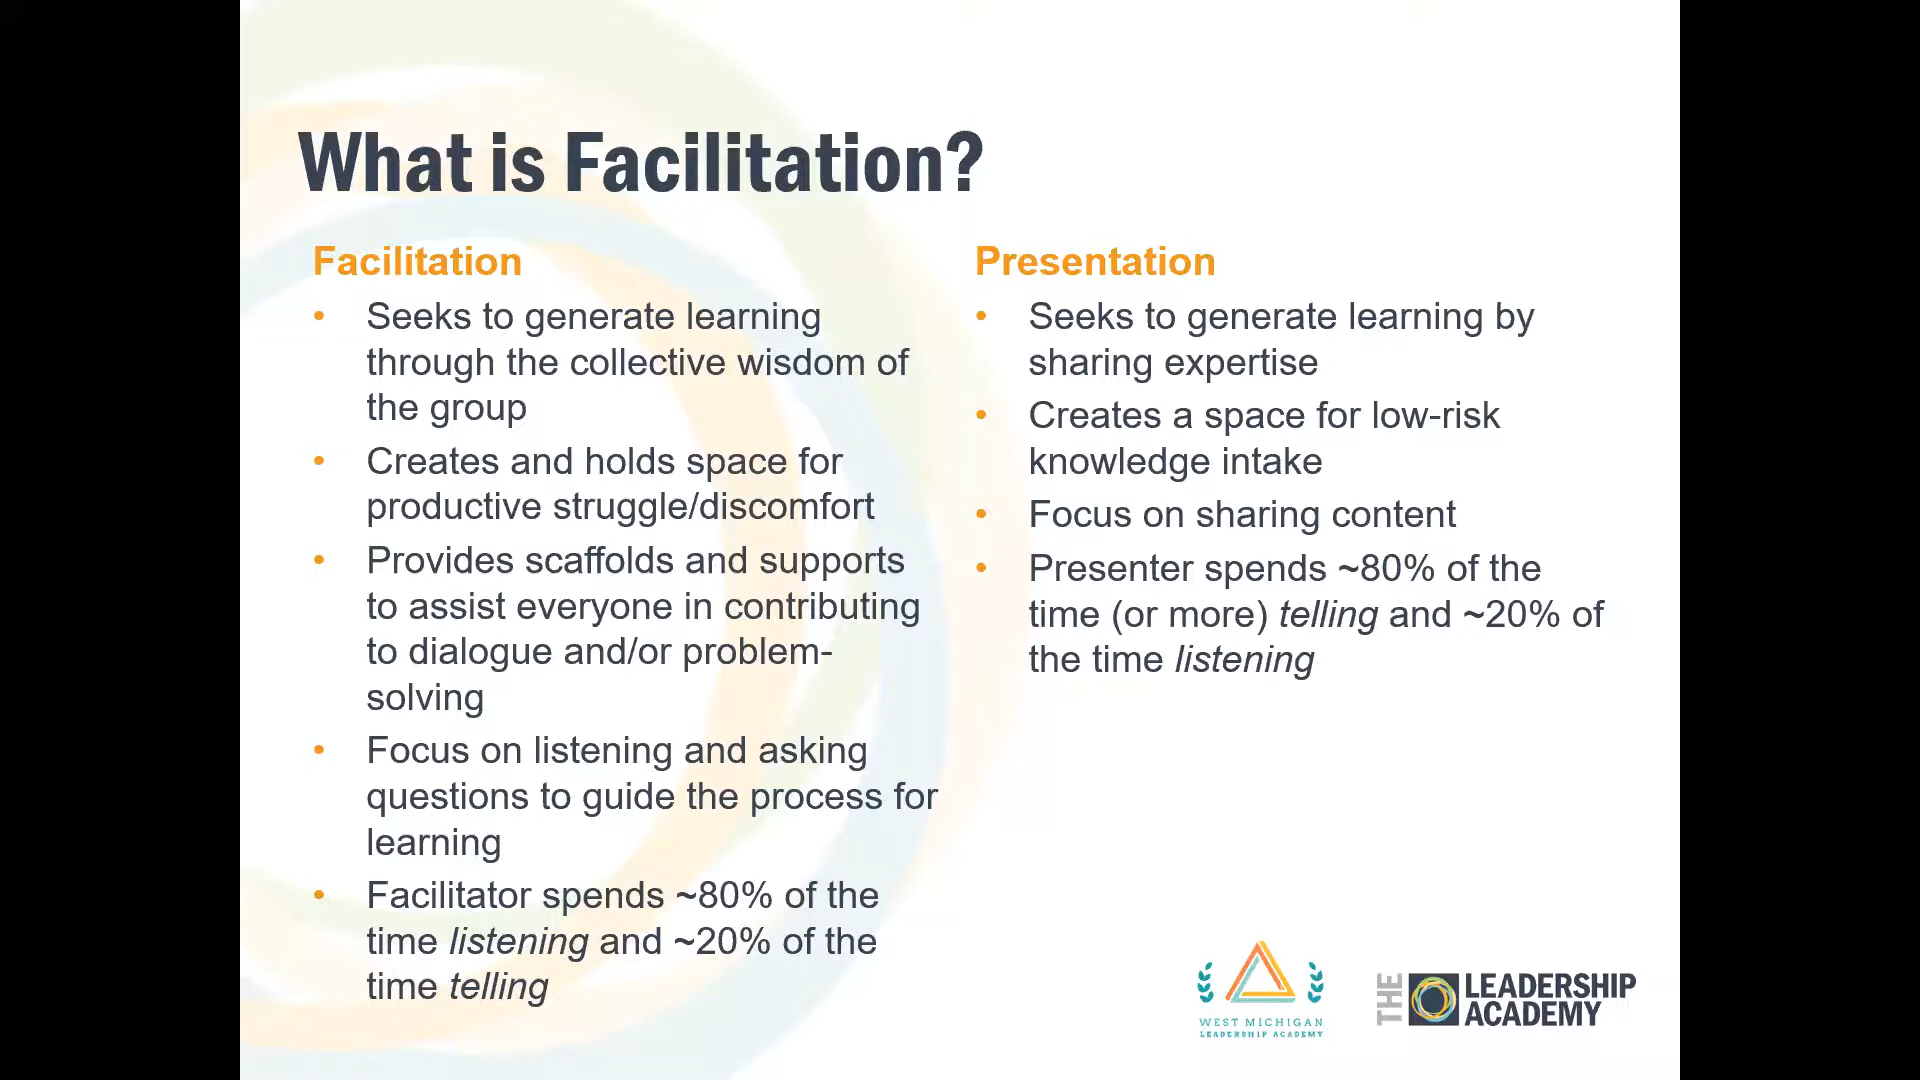 What is Facilitation?
Facilitation
• Seeks to generate learning
through the collective wisdom of
the group
• Creates and holds space for
productive struggle/discomfort
• Provides scaffolds and supports
to assist everyone in contributing
to dialogue and/or problem-
solving
• Focus on listening and asking
questions to guide the process for
learning
• Facilitator spends ~80% of the
time listening and ~20% of the
time telling
Presentation
• Seeks to generate learning by
sharing expertise
• Creates a space for low-risk
knowledge intake
• Focus on sharing content
• Presenter spends ~80% of the
time (or more) telling and ~20% of
the time listening
WEST MICHIGAN
LEADERSHIP ACADEMY
THE
LEADERSHIP
ACADEMY